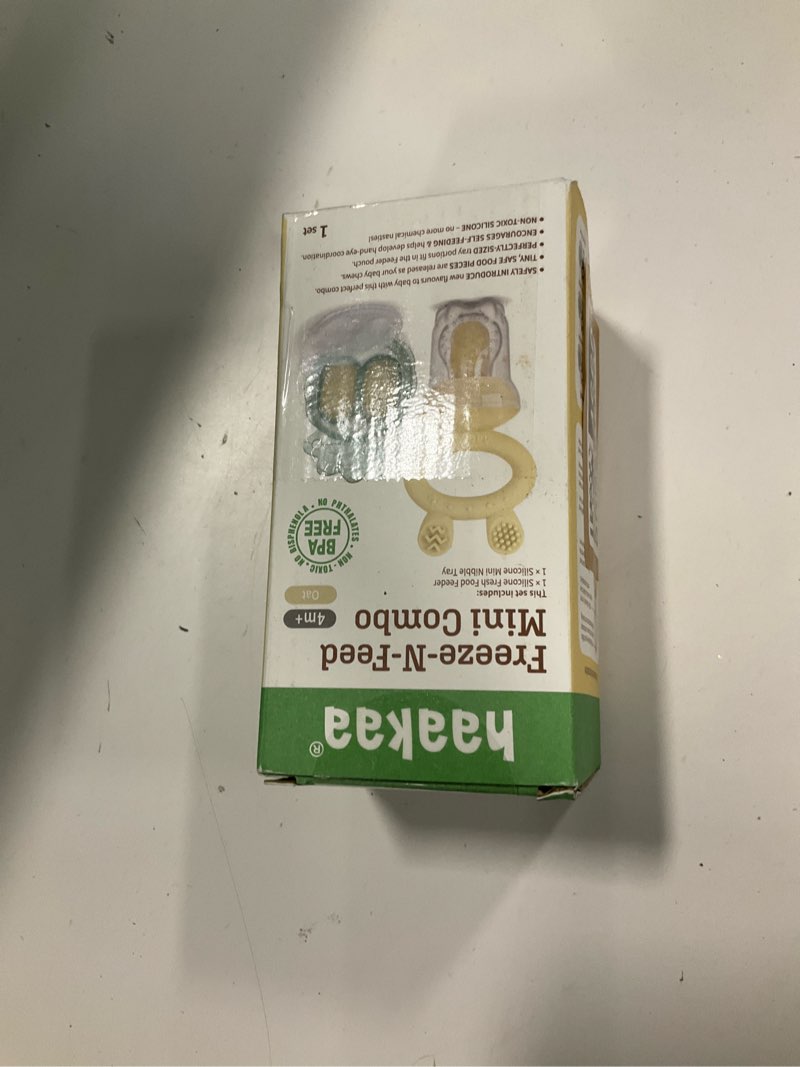 haakaa®
Freeze-N-Feed
Mini Combo
4m+
Oat
This set includes:
1 × Silicone Fresh Food Feeder
1 × Silicone Mini Nibble Tray
NON-TOXIC • NO BISPHENOL A • NO PHTHALATES •
BPA
FREE
• SAFELY INTRODUCE new flavours to baby with this perfect combo.
• TINY, SAFE FOOD PIECES are released as your baby chews.
• PERFECTLY-SIZED tray portions fit in the Feeder pouch.
• ENCOURAGES SELF-FEEDING & helps develop hand-eye coordination.
• NON-TOXIC SILICONE – no more chemical nasties!
1 set